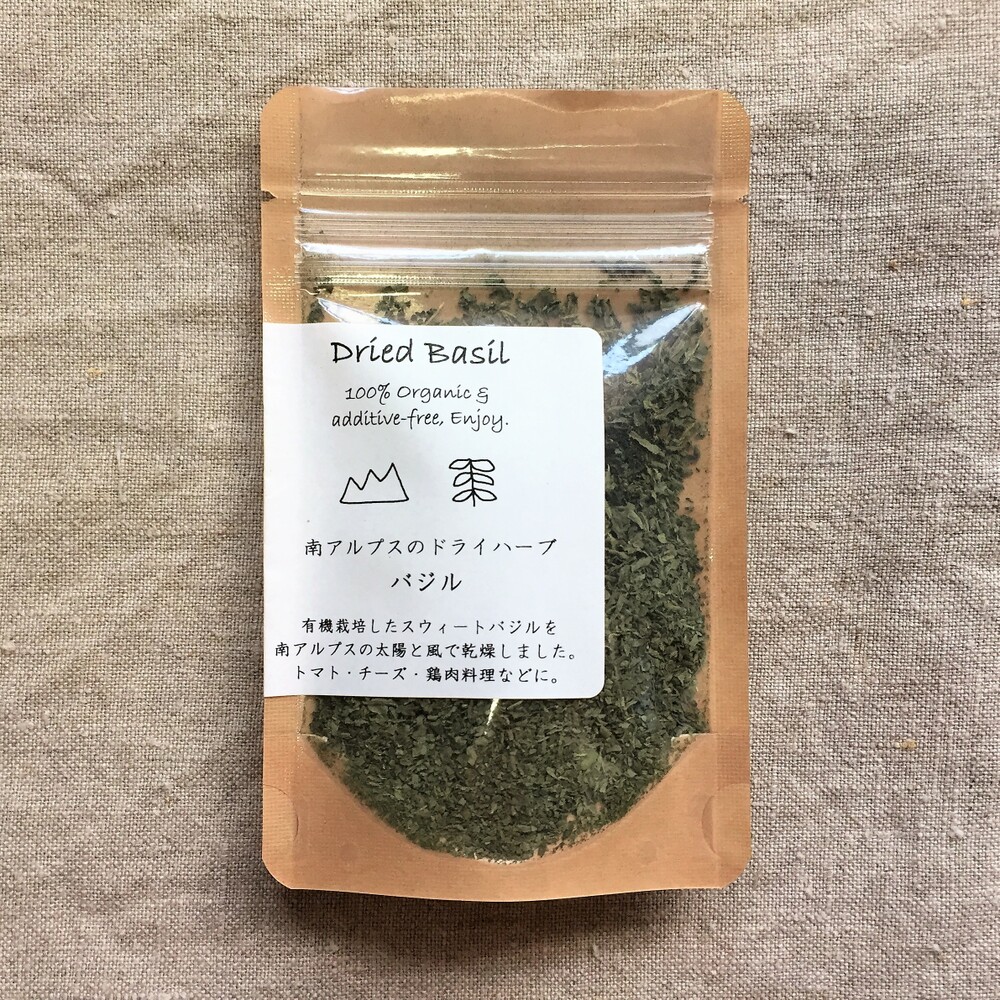 Dried Basil
100% Organic &
additive-free, Enjoy.
南アルプスのドライハーブ
バジル
有機栽培したスウィートバジルを
南アルプスの太陽と風で乾燥しました。
トマト・チーズ・鶏肉料理などに。